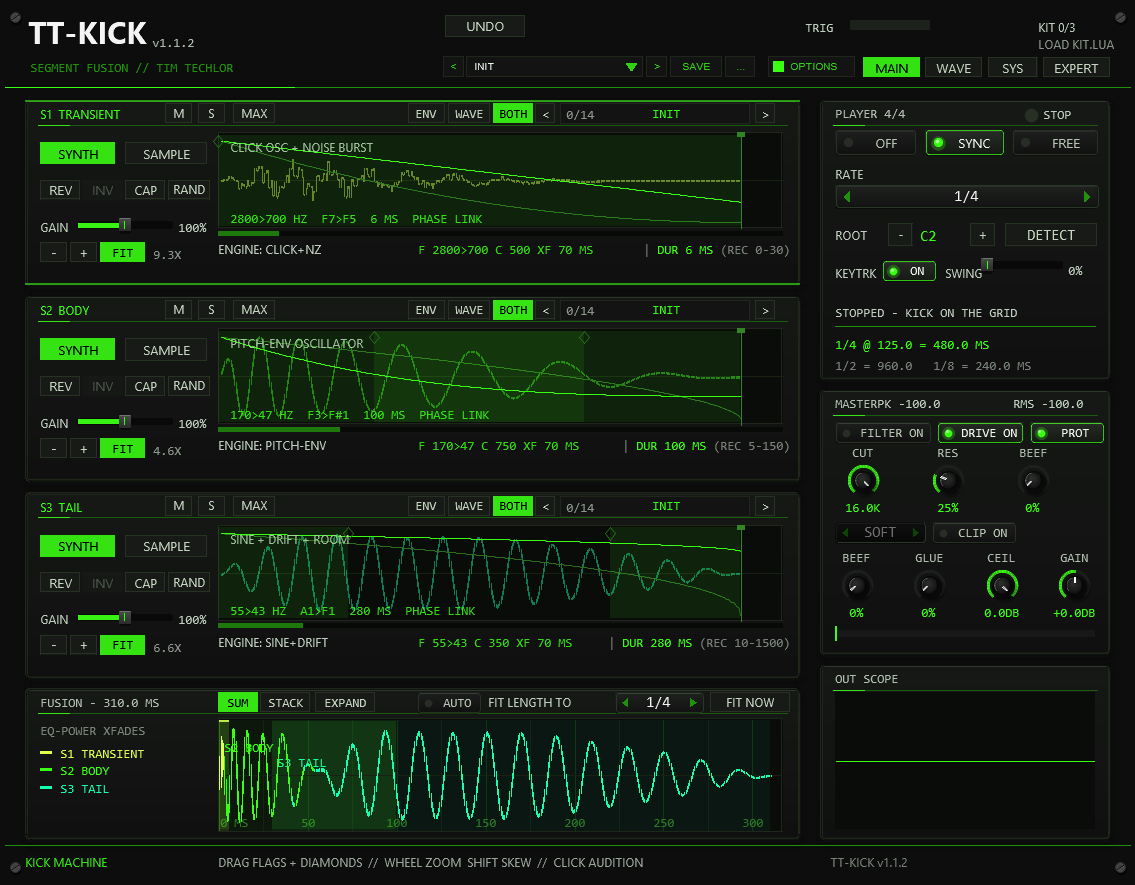 TT-KICK v1.1.2
UNDO
TRIG
KIT 0/3
LOAD KIT.LUA
SEGMENT FUSION // TIM TECHLOR
< INIT > SAVE ... OPTIONS MAIN WAVE SYS EXPERT
S1 TRANSIENT M S MAX ENV WAVE BOTH < 0/14 INIT >
SYNTH SAMPLE
CLICK OSC + NOISE BURST
REV INV CAP RAND
2800>700 HZ F7>F5 6 MS PHASE LINK
GAIN 100%
- + FIT 9.3X
ENGINE: CLICK+NZ F 2800>700 C 500 XF 70 MS | DUR 6 MS (REC 0-30)
S2 BODY M S MAX ENV WAVE BOTH < 0/14 INIT >
SYNTH SAMPLE
PITCH-ENV OSCILLATOR
REV INV CAP RAND
170>47 HZ F3>F#1 100 MS PHASE LINK
GAIN 100%
- + FIT 4.6X
ENGINE: PITCH-ENV F 170>47 C 750 XF 70 MS | DUR 100 MS (REC 5-150)
S3 TAIL M S MAX ENV WAVE BOTH < 0/14 INIT >
SYNTH SAMPLE
SINE + DRIFT + ROOM
REV INV CAP RAND
55>43 HZ A1>F1 280 MS PHASE LINK
GAIN 100%
- + FIT 6.6X
ENGINE: SINE+DRIFT F 55>43 C 350 XF 70 MS | DUR 280 MS (REC 10-1500)
FUSION - 310.0 MS SUM STACK EXPAND AUTO FIT LENGTH TO 1/4 FIT NOW
EQ-POWER XFADES
S1 TRANSIENT
S2 BODY
S3 TAIL
S2 BODY
S3 TAIL
0 MS 50 100 150 200 250 300
PLAYER 4/4 STOP
OFF SYNC FREE
RATE
1/4
ROOT - C2 + DETECT
KEYTRK ON SWING 0%
STOPPED - KICK ON THE GRID
1/4 @ 125.0 = 480.0 MS
1/2 = 960.0 1/8 = 240.0 MS
MASTERPK -100.0 RMS -100.0
FILTER ON DRIVE ON PROT
CUT RES BEEF
16.0K 25% 0%
SOFT CLIP ON
BEEF GLUE CEIL GAIN
0% 0% 0.0DB +0.0DB
OUT SCOPE
KICK MACHINE DRAG FLAGS + DIAMONDS // WHEEL ZOOM SHIFT SKEW // CLICK AUDITION TT-KICK v1.1.2